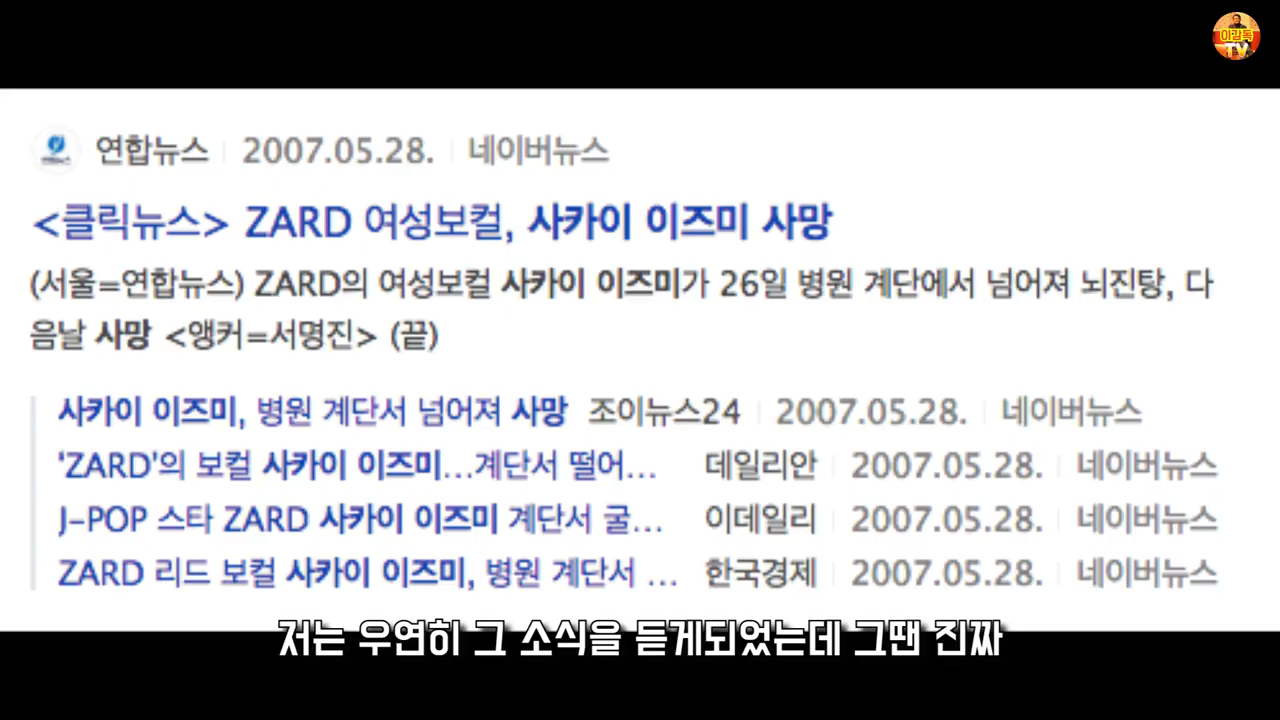 이감독
TV
연합뉴스 2007.05.28. 네이버뉴스
<클릭뉴스> ZARD 여성보컬, 사카이 이즈미 사망
(서울=연합뉴스) ZARD의 여성보컬 사카이 이즈미가 26일 병원 계단에서 넘어져 뇌진탕, 다
음날 사망 <앵커=서명진> (끝)
사카이 이즈미, 병원 계단서 넘어져 사망 조이뉴스24 2007.05.28. 네이버뉴스
'ZARD'의 보컬 사카이 이즈미...계단서 떨어... 데일리안 2007.05.28. 네이버뉴스
J-POP 스타 ZARD 사카이 이즈미 계단서 굴... 이데일리 2007.05.28. 네이버뉴스
ZARD 리드 보컬 사카이 이즈미, 병원 계단서 ... 한국경제 2007.05.28. 네이버뉴스
저는 우연히 그 소식을 듣게되었는데 그땐 진짜